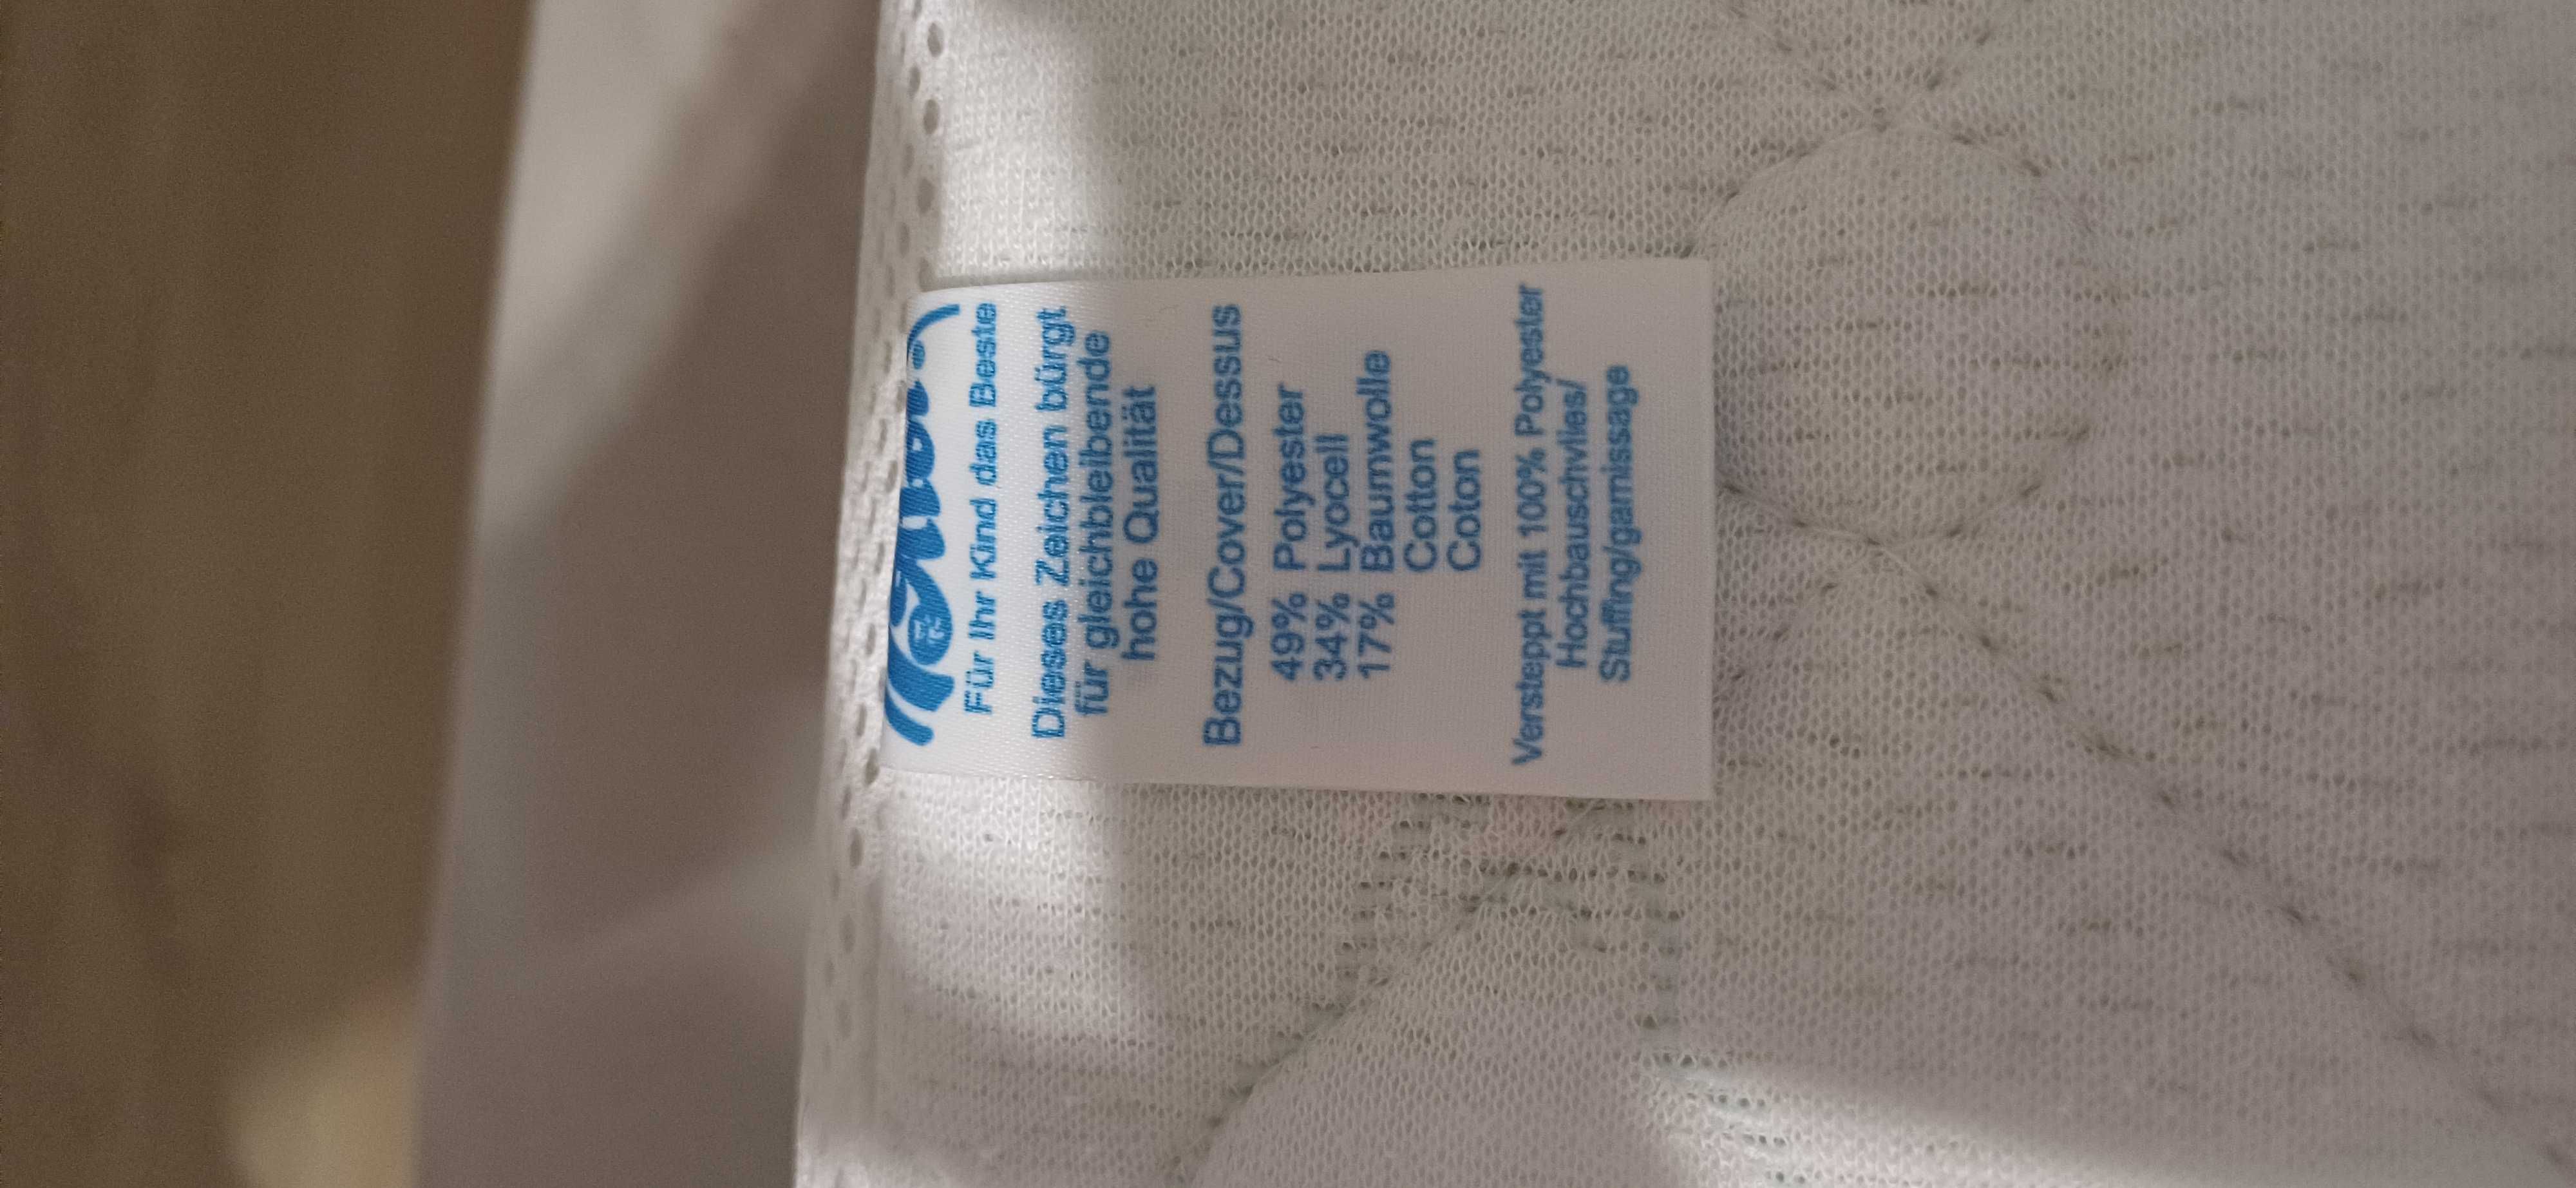 Für Ihr Kind das Beste
Dieses Zeichen bürgt
für gleichbleibende
hohe Qualität
Bezug/Cover/Dessus
49% Polyester
34% Lyocell
17% Baumwolle
Cotton
Coton
Versteppt mit 100% Polyester
Hochbauschvlies/
Stuffing/garnissage